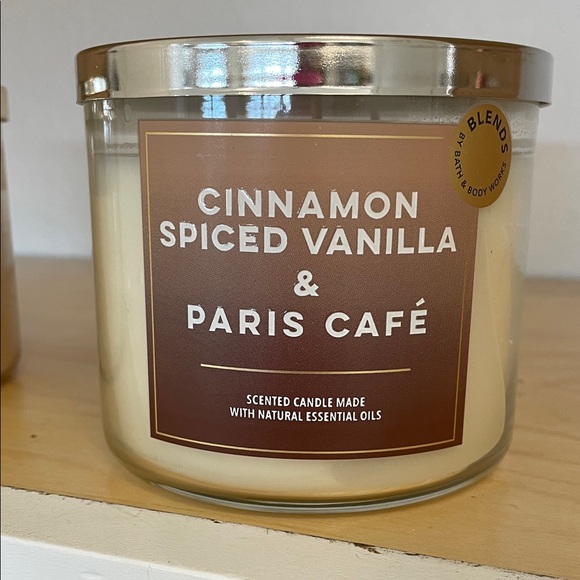 BLENDS
BY BATH & BODY WORKS
CINNAMON
SPICED VANILLA
&
PARIS CAFÉ
SCENTED CANDLE MADE
WITH NATURAL ESSENTIAL OILS